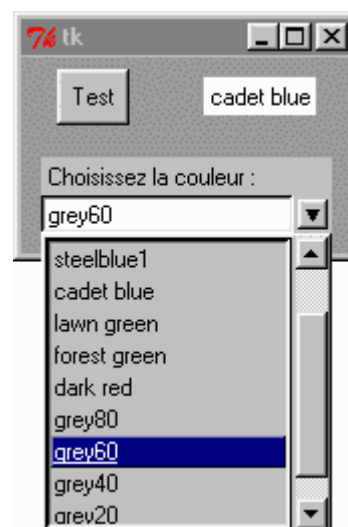 7% tk
Test
cadet blue
Choisissez la couleur :
grey60
steelblue1
cadet blue
lawn green
forest green
dark red
grey80
grey60
grey40
grey20